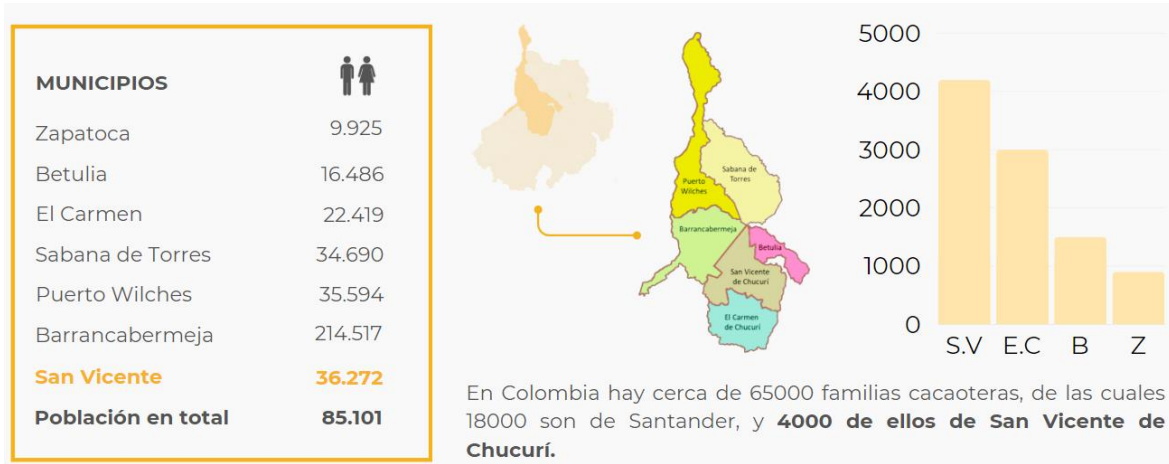 MUNICIPIOS
Zapatoca 9.925
Betulia 16.486
El Carmen 22.419
Sabana de Torres 34.690
Puerto Wilches 35.594
Barrancabermeja 214.517
San Vicente 36.272
Población en total 85.101
Sabana de
Torres
Puerto
Wilches
Barrancabermeja
Betulia
San Vicente
de Chucurí
El Carmen
de Chucurí
5000
4000
3000
2000
1000
0
S.V E.C B Z
En Colombia hay cerca de 65000 familias cacaoteras, de las cuales
18000 son de Santander, y 4000 de ellos de San Vicente de
Chucurí.